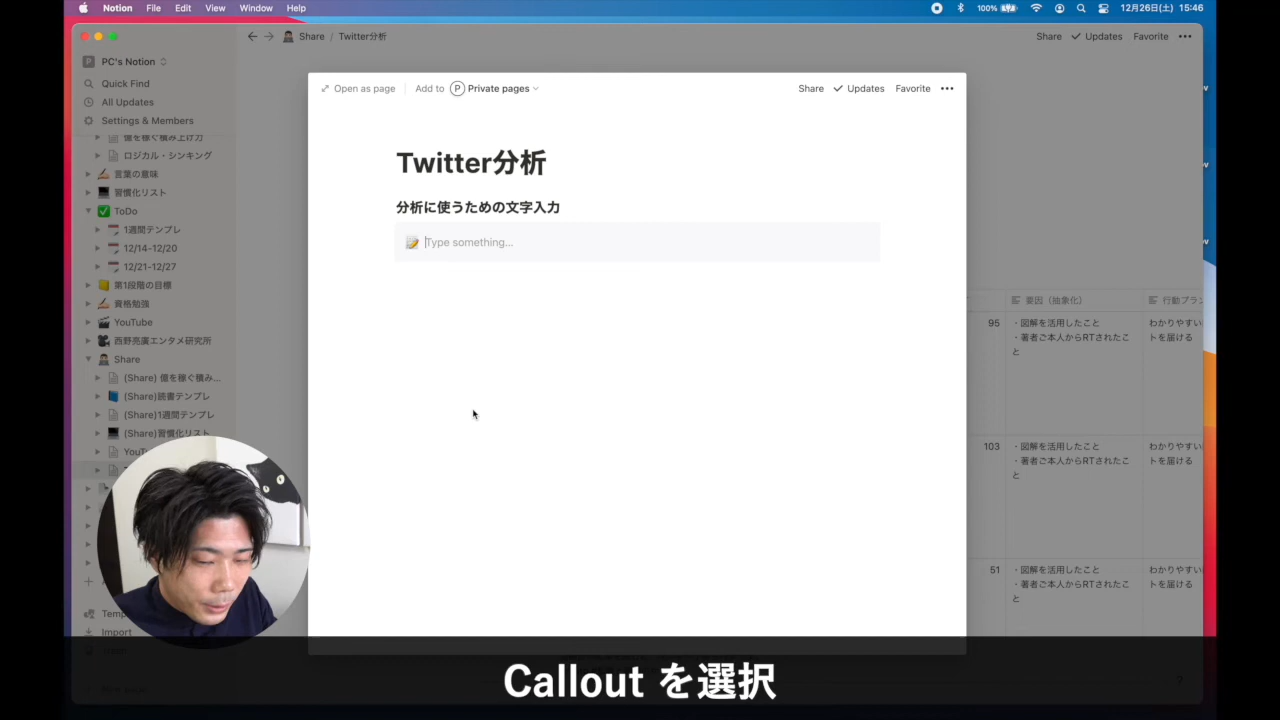 Notion File Edit View Window Help 100% 12月26日(土) 15:46
Share / Twitter分析 Share Updates Favorite
P PC's Notion
Quick Find
All Updates
Settings & Members
億を稼ぐ積み上げ力
ロジカル・シンキング
言葉の意味
習慣化リスト
ToDo
1週間テンプレ
12/14-12/20
12/21-12/27
第1段階の目標
資格勉強
YouTube
西野亮廣エンタメ研究所
Share
(Share) 億を稼ぐ積み...
(Share)読書テンプレ
(Share)1週間テンプレ
(Share)習慣化リスト
Import
Open as page Add to P Private pages Share Updates Favorite
Twitter分析
分析に使うための文字入力
Type something...
要因（抽象化） 行動プラン
95 ・図解を活用したこと わかりやすい
・著者ご本人からRTされたこ トを届ける
と
103 ・図解を活用したこと わかりやすい
・著者ご本人からRTされたこ トを届ける
と
51 ・図解を活用したこと わかりやすい
・著者ご本人からRTされたこ トを届ける
と
Callout を選択